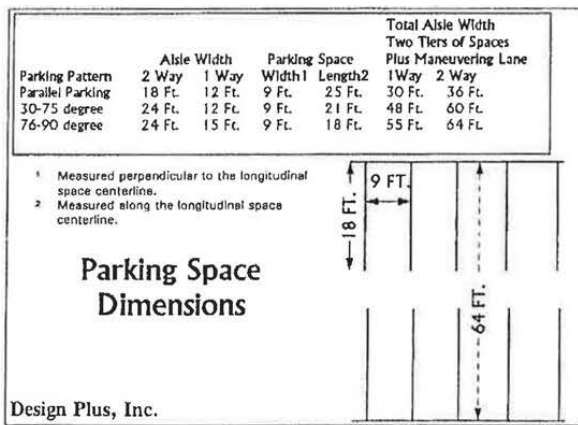 Total Aisle Width
Two Tiers of Spaces
Aisle Width Parking Space Plus Maneuvering Lane
Parking Pattern 2 Way 1 Way Width1 Length2 1Way 2 Way
Parallel Parking 18 Ft. 12 Ft. 9 Ft. 25 Ft. 30 Ft. 36 Ft.
30-75 degree 24 Ft. 12 Ft. 9 Ft. 21 Ft. 48 Ft. 60 Ft.
76-90 degree 24 Ft. 15 Ft. 9 Ft. 18 Ft. 55 Ft. 64 Ft.
1 Measured perpendicular to the longitudinal
space centerline.
2 Measured along the longitudinal space
centerline.
9 FT.
18 FT.
Parking Space
Dimensions
64 FT.
Design Plus, Inc.